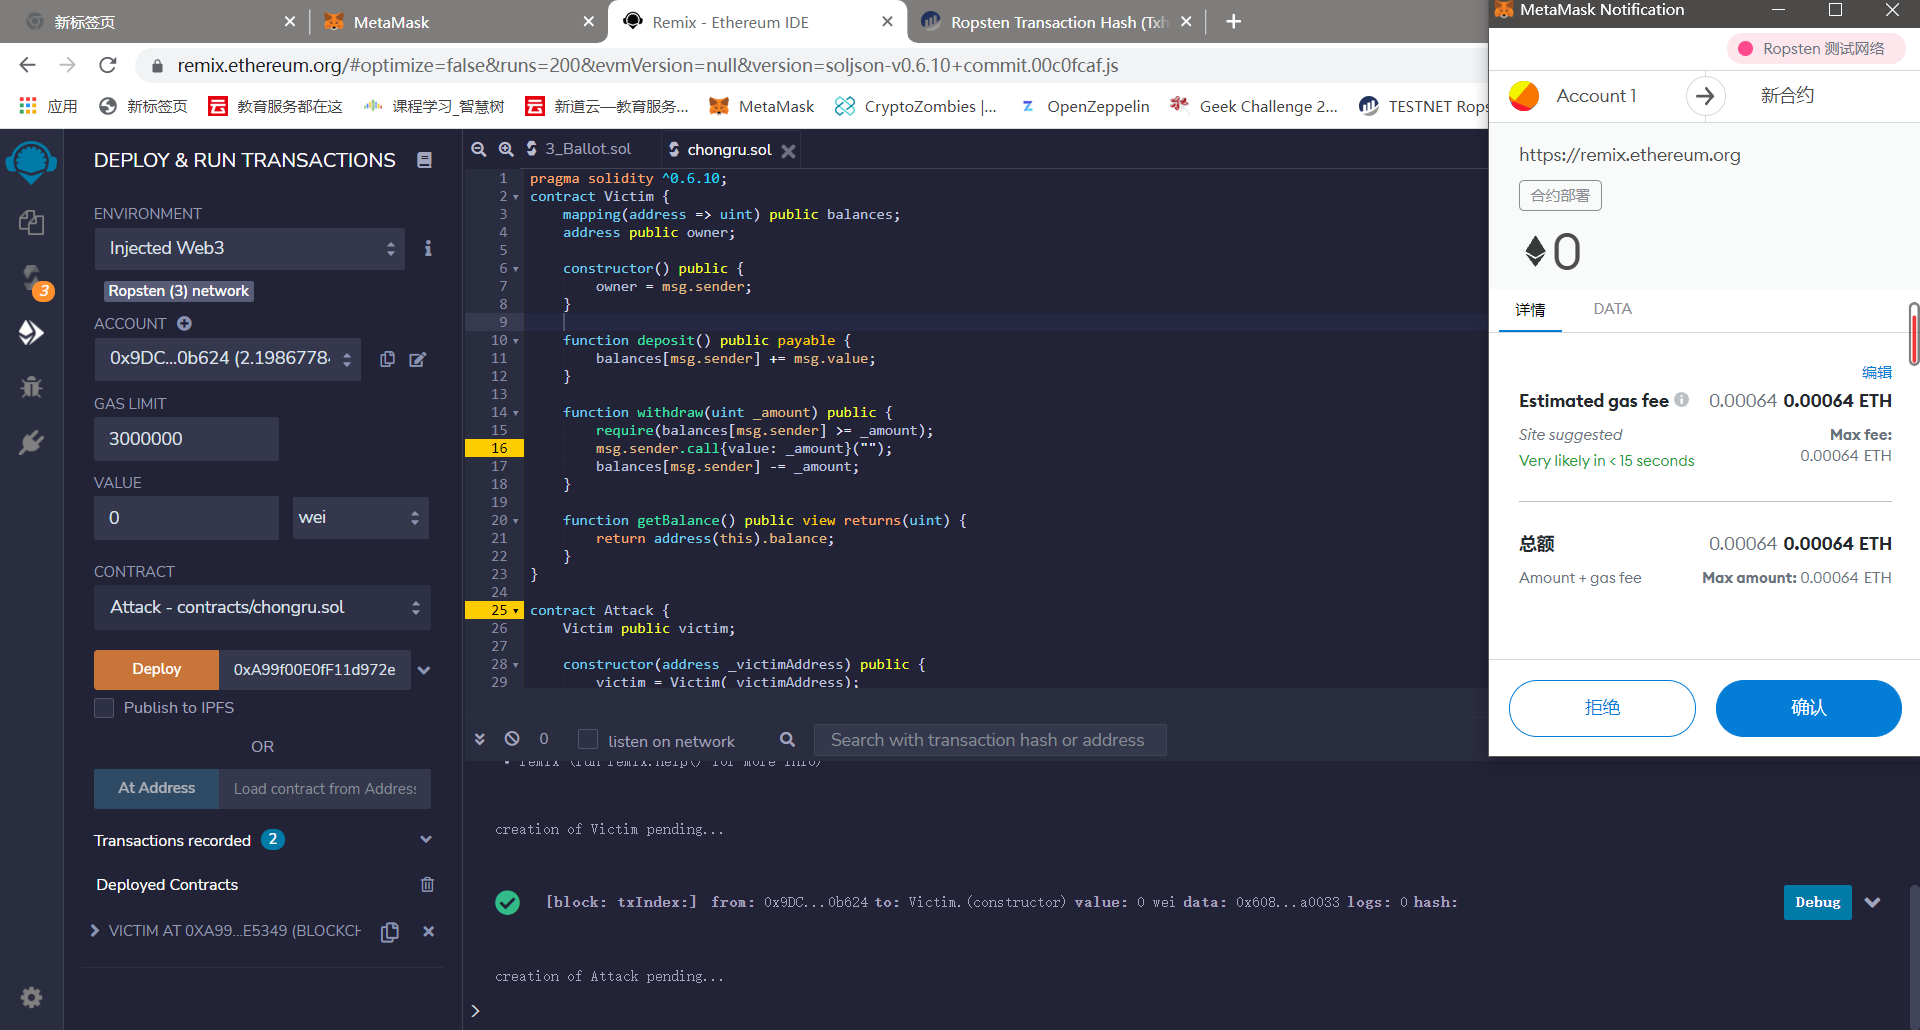 新标签页
MetaMask
Remix - Ethereum IDE
Ropsten Transaction Hash (Txh
MetaMask Notification
remix.ethereum.org/#optimize=false&runs=200&evmVersion=null&version=soljson-v0.6.10+commit.00c0fcaf.js
应用
新标签页
教育服务都在这
课程学习_智慧树
新道云—教育服务...
MetaMask
CryptoZombies |...
OpenZeppelin
Geek Challenge 2...
TESTNET Rops
DEPLOY & RUN TRANSACTIONS
ENVIRONMENT
Injected Web3
Ropsten (3) network
3
ACCOUNT
0x9DC...0b624 (2.1986778
GAS LIMIT
3000000
VALUE
0
wei
CONTRACT
Attack - contracts/chongru.sol
Deploy
0xA99f00E0fF11d972e
Publish to IPFS
OR
At Address
Load contract from Address
Transactions recorded 2
Deployed Contracts
VICTIM AT 0XA99...E5349 (BLOCKCH
3_Ballot.sol
chongru.sol
1 pragma solidity ^0.6.10;
2 contract Victim {
3 mapping(address => uint) public balances;
4 address public owner;
5
6 constructor() public {
7 owner = msg.sender;
8 }
9
10 function deposit() public payable {
11 balances[msg.sender] += msg.value;
12 }
13
14 function withdraw(uint _amount) public {
15 require(balances[msg.sender] >= _amount);
16 msg.sender.call{value: _amount}("");
17 balances[msg.sender] -= _amount;
18 }
19
20 function getBalance() public view returns(uint) {
21 return address(this).balance;
22 }
23 }
24
25 contract Attack {
26 Victim public victim;
27
28 constructor(address _victimAddress) public {
29 victim = Victim(_victimAddress);
0
listen on network
Search with transaction hash or address
• remix (run remix.help() for more info)
creation of Victim pending...
[block: txIndex:] from: 0x9DC...0b624 to: Victim.(constructor) value: 0 wei data: 0x608...a0033 logs: 0 hash:
Debug
creation of Attack pending...
>
Ropsten 测试网络
Account 1
新合约
https://remix.ethereum.org
合约部署
0
详情
DATA
编辑
Estimated gas fee 0.00064 0.00064 ETH
Site suggested Max fee:
Very likely in < 15 seconds 0.00064 ETH
总额 0.00064 0.00064 ETH
Amount + gas fee Max amount: 0.00064 ETH
拒绝
确认